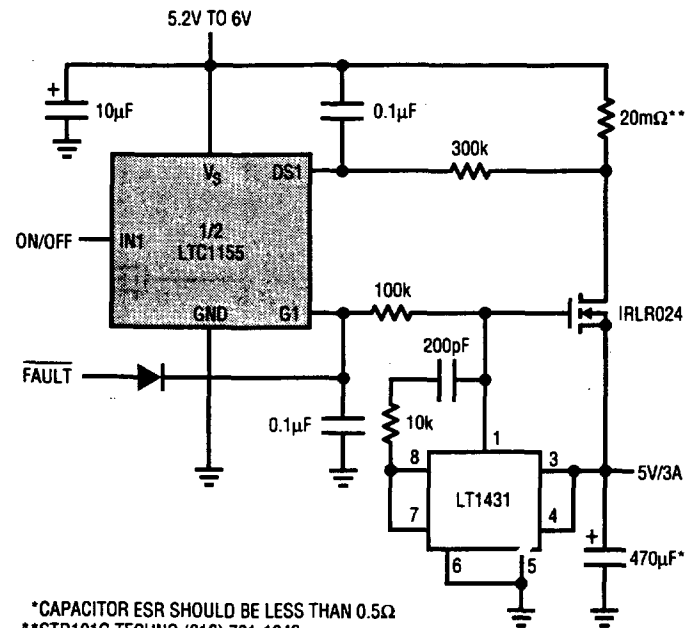 5.2V TO 6V
+
10µF
0.1µF
20mΩ**
300k
VS
DS1
ON/OFF
IN1
1/2
LTC1155
GND
G1
100k
IRLR024
FAULT
200pF
0.1µF
10k
1
8
3
5V/3A
LT1431
7
4
+
470µF*
6
5
*CAPACITOR ESR SHOULD BE LESS THAN 0.5Ω